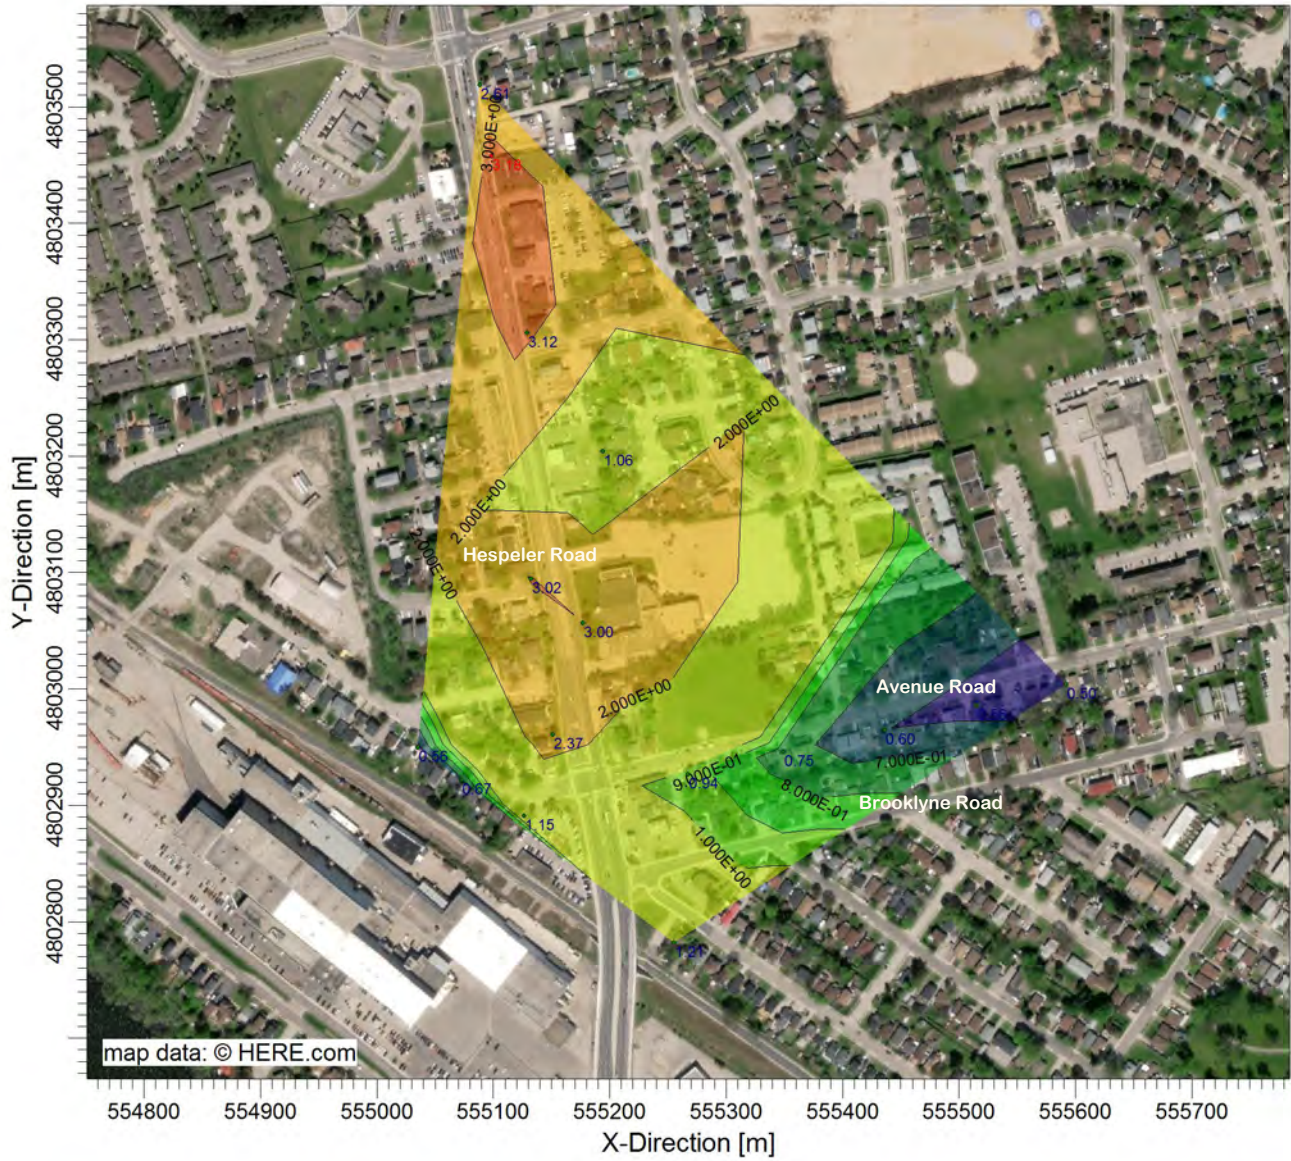 4803500
4803400
4803300
4803200
4803100
4803000
4802900
4802800
Y-Direction [m]
2.61
3.000E+00
3.16
3.12
2.000E+00
1.06
2.000E+00
2.000E+00
Hespeler Road
3.02
3.00
2.000E+00
Avenue Road
0.50
0.60
2.37
0.55
0.75
7.000E-01
9.000E-01
0.94
0.67
8.000E-01
Brooklyne Road
1.15
1.000E+00
1.21
map data: © HERE.com
554800 554900 555000 555100 555200 555300 555400 555500 555600 555700
X-Direction [m]